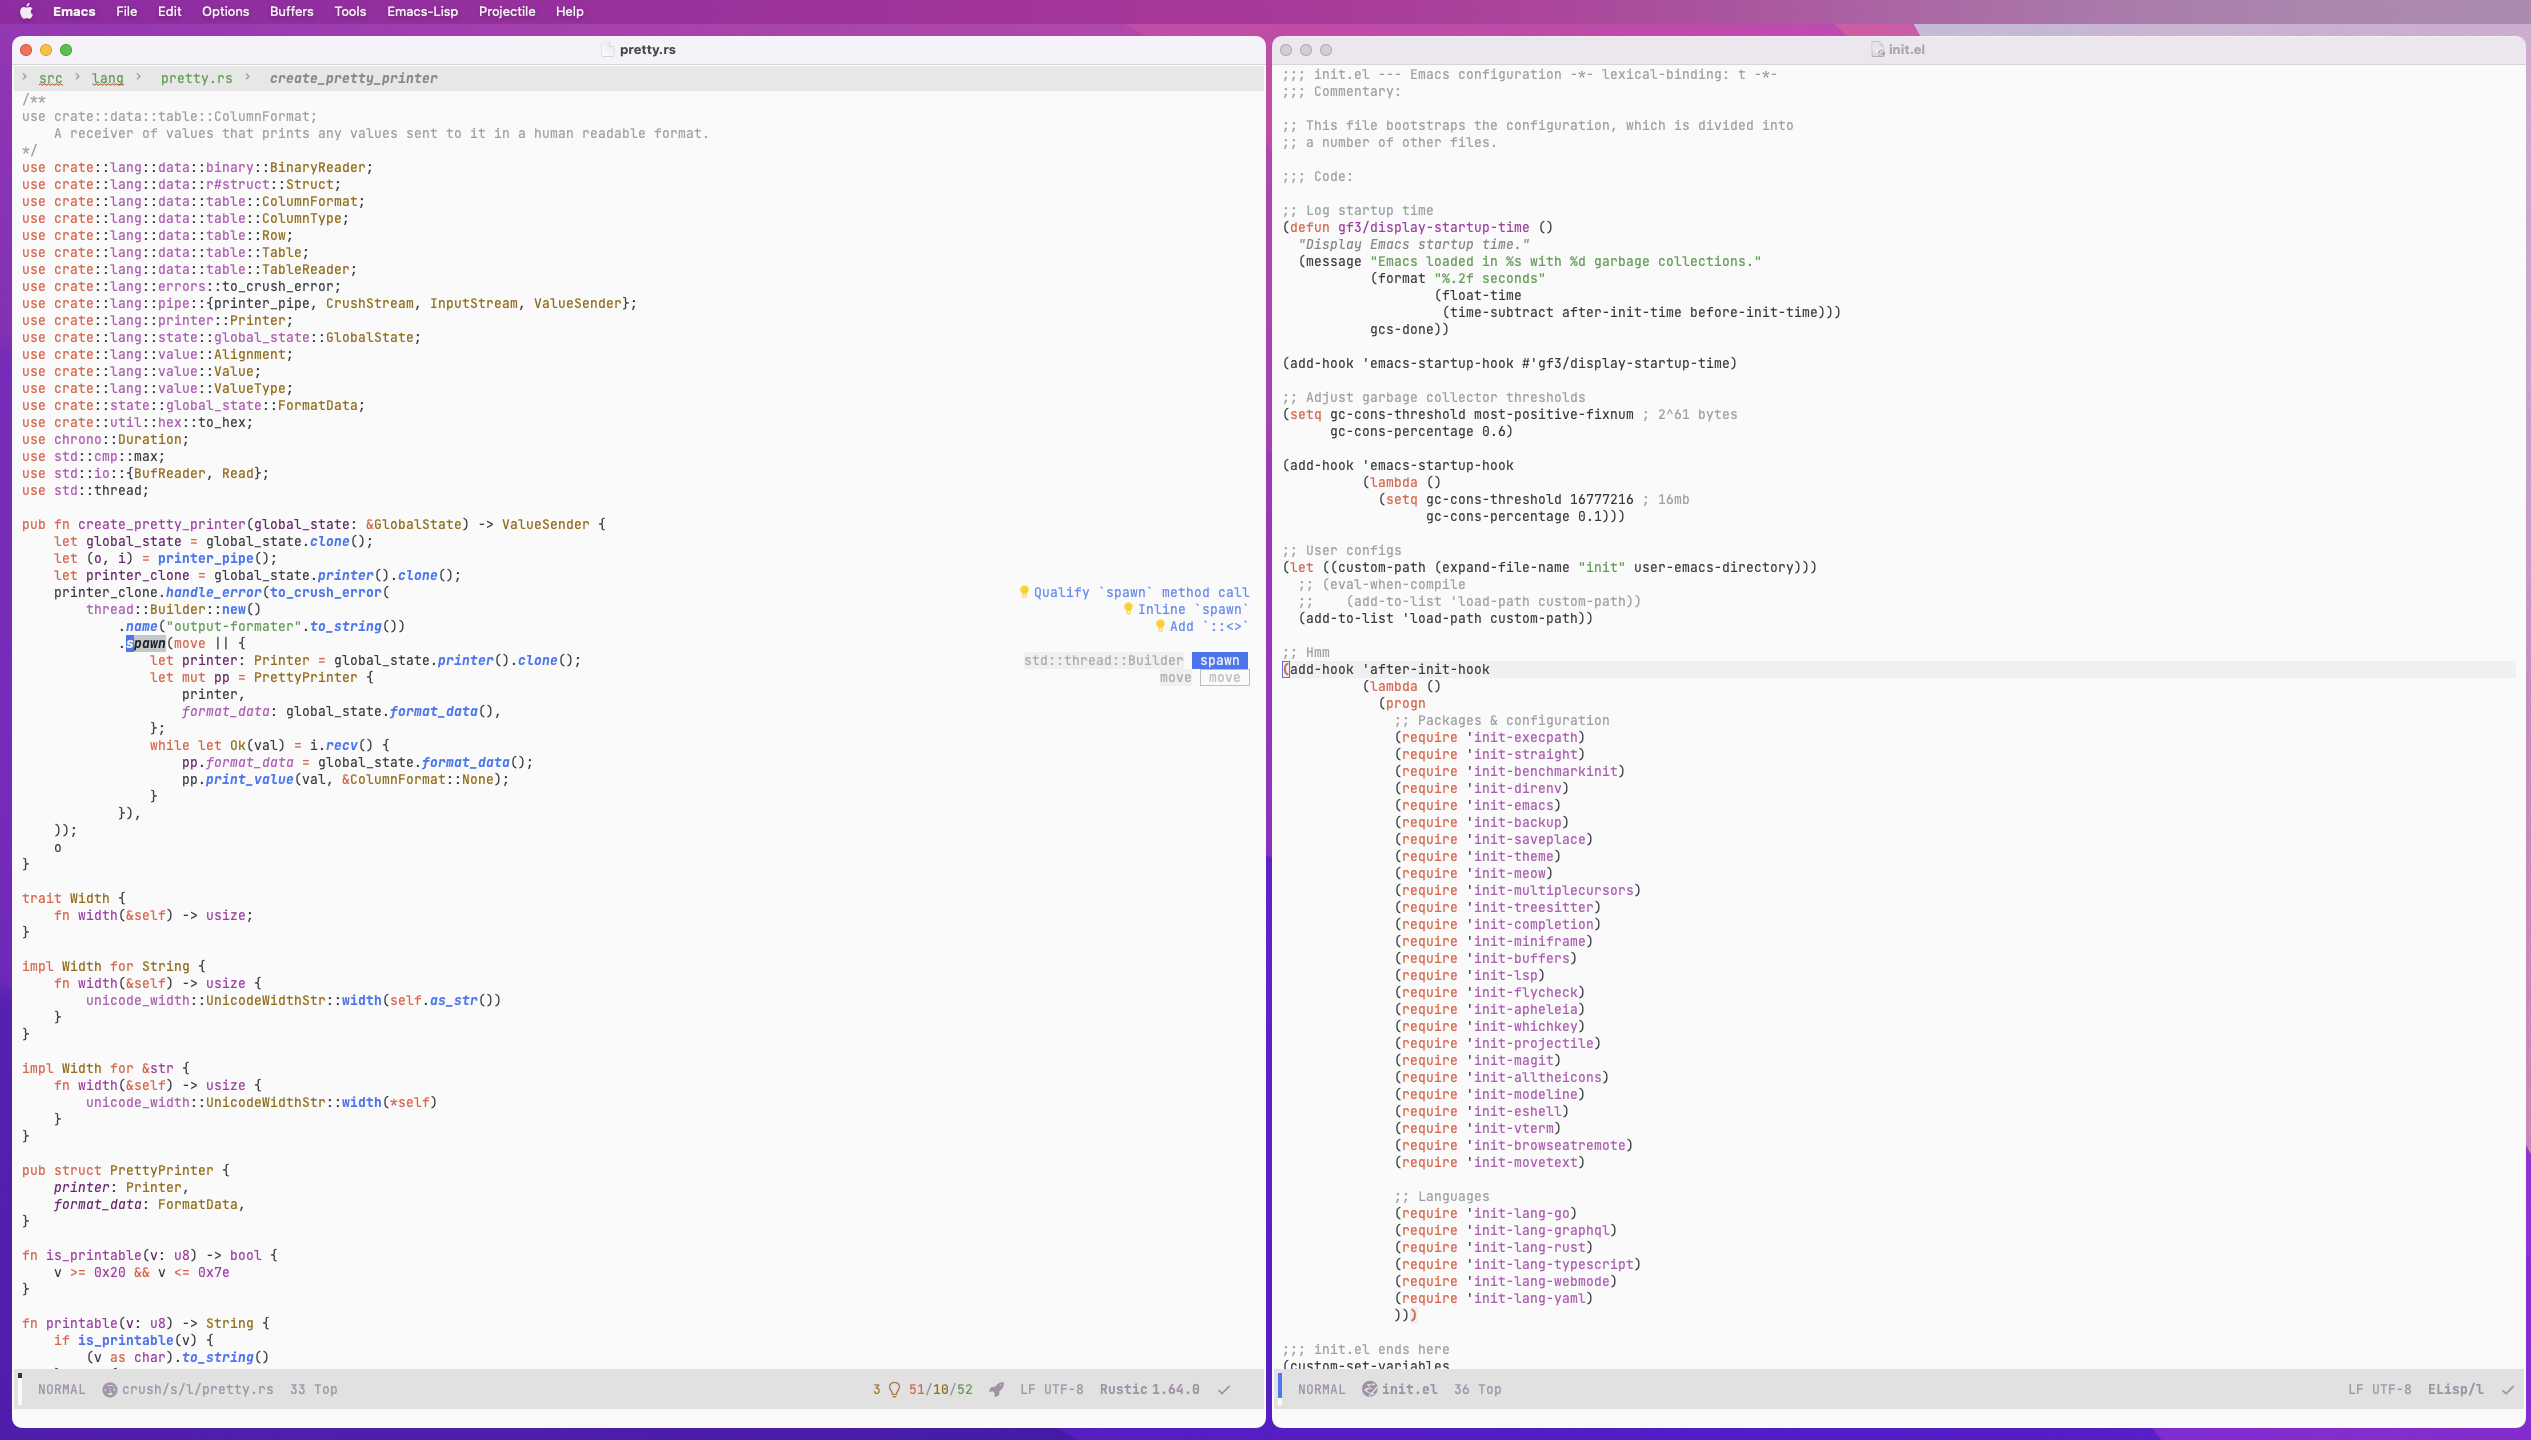 Emacs File Edit Options Buffers Tools Emacs-Lisp Projectile Help
pretty.rs
> src > lang > pretty.rs > create_pretty_printer
/**
use crate::data::table::ColumnFormat;
    A receiver of values that prints any values sent to it in a human readable format.
*/
use crate::lang::data::binary::BinaryReader;
use crate::lang::data::r#struct::Struct;
use crate::lang::data::table::ColumnFormat;
use crate::lang::data::table::ColumnType;
use crate::lang::data::table::Row;
use crate::lang::data::table::Table;
use crate::lang::data::table::TableReader;
use crate::lang::errors::to_crush_error;
use crate::lang::pipe::{printer_pipe, CrushStream, InputStream, ValueSender};
use crate::lang::printer::Printer;
use crate::lang::state::global_state::GlobalState;
use crate::lang::value::Alignment;
use crate::lang::value::Value;
use crate::lang::value::ValueType;
use crate::state::global_state::FormatData;
use crate::util::hex::to_hex;
use chrono::Duration;
use std::cmp::max;
use std::io::{BufReader, Read};
use std::thread;
pub fn create_pretty_printer(global_state: &GlobalState) -> ValueSender {
    let global_state = global_state.clone();
    let (o, i) = printer_pipe();
    let printer_clone = global_state.printer().clone();
    printer_clone.handle_error(to_crush_error( Qualify `spawn` method call
        thread::Builder::new() Inline `spawn`
            .name("output-formater".to_string()) Add `::<>`
            .spawn(move || {
                let printer: Printer = global_state.printer().clone(); std::thread::Builder spawn
                let mut pp = PrettyPrinter { move move
                    printer,
                    format_data: global_state.format_data(),
                };
                while let Ok(val) = i.recv() {
                    pp.format_data = global_state.format_data();
                    pp.print_value(val, &ColumnFormat::None);
                }
            }),
    ));
    o
}
trait Width {
    fn width(&self) -> usize;
}
impl Width for String {
    fn width(&self) -> usize {
        unicode_width::UnicodeWidthStr::width(self.as_str())
    }
}
impl Width for &str {
    fn width(&self) -> usize {
        unicode_width::UnicodeWidthStr::width(*self)
    }
}
pub struct PrettyPrinter {
    printer: Printer,
    format_data: FormatData,
}
fn is_printable(v: u8) -> bool {
    v >= 0x20 && v <= 0x7e
}
fn printable(v: u8) -> String {
    if is_printable(v) {
        (v as char).to_string()
NORMAL crush/s/l/pretty.rs 33 Top 3 51/10/52 LF UTF-8 Rustic 1.64.0 ✓
init.el
;;; init.el --- Emacs configuration -*- lexical-binding: t -*-
;;; Commentary:
;; This file bootstraps the configuration, which is divided into
;; a number of other files.
;;; Code:
;; Log startup time
(defun gf3/display-startup-time ()
  "Display Emacs startup time."
  (message "Emacs loaded in %s with %d garbage collections."
           (format "%.2f seconds"
                   (float-time
                    (time-subtract after-init-time before-init-time)))
           gcs-done))
(add-hook 'emacs-startup-hook #'gf3/display-startup-time)
;; Adjust garbage collector thresholds
(setq gc-cons-threshold most-positive-fixnum ; 2^61 bytes
      gc-cons-percentage 0.6)
(add-hook 'emacs-startup-hook
          (lambda ()
            (setq gc-cons-threshold 16777216 ; 16mb
                  gc-cons-percentage 0.1)))
;; User configs
(let ((custom-path (expand-file-name "init" user-emacs-directory)))
  ;; (eval-when-compile
  ;;    (add-to-list 'load-path custom-path))
  (add-to-list 'load-path custom-path))
;; Hmm
(add-hook 'after-init-hook
          (lambda ()
            (progn
              ;; Packages & configuration
              (require 'init-execpath)
              (require 'init-straight)
              (require 'init-benchmarkinit)
              (require 'init-direnv)
              (require 'init-emacs)
              (require 'init-backup)
              (require 'init-saveplace)
              (require 'init-theme)
              (require 'init-meow)
              (require 'init-multiplecursors)
              (require 'init-treesitter)
              (require 'init-completion)
              (require 'init-miniframe)
              (require 'init-buffers)
              (require 'init-lsp)
              (require 'init-flycheck)
              (require 'init-apheleia)
              (require 'init-whichkey)
              (require 'init-projectile)
              (require 'init-magit)
              (require 'init-alltheicons)
              (require 'init-modeline)
              (require 'init-eshell)
              (require 'init-vterm)
              (require 'init-browseatremote)
              (require 'init-movetext)
              ;; Languages
              (require 'init-lang-go)
              (require 'init-lang-graphql)
              (require 'init-lang-rust)
              (require 'init-lang-typescript)
              (require 'init-lang-webmode)
              (require 'init-lang-yaml)
              )))
;;; init.el ends here
(custom-set-variables
NORMAL init.el 36 Top LF UTF-8 ELisp/l ✓